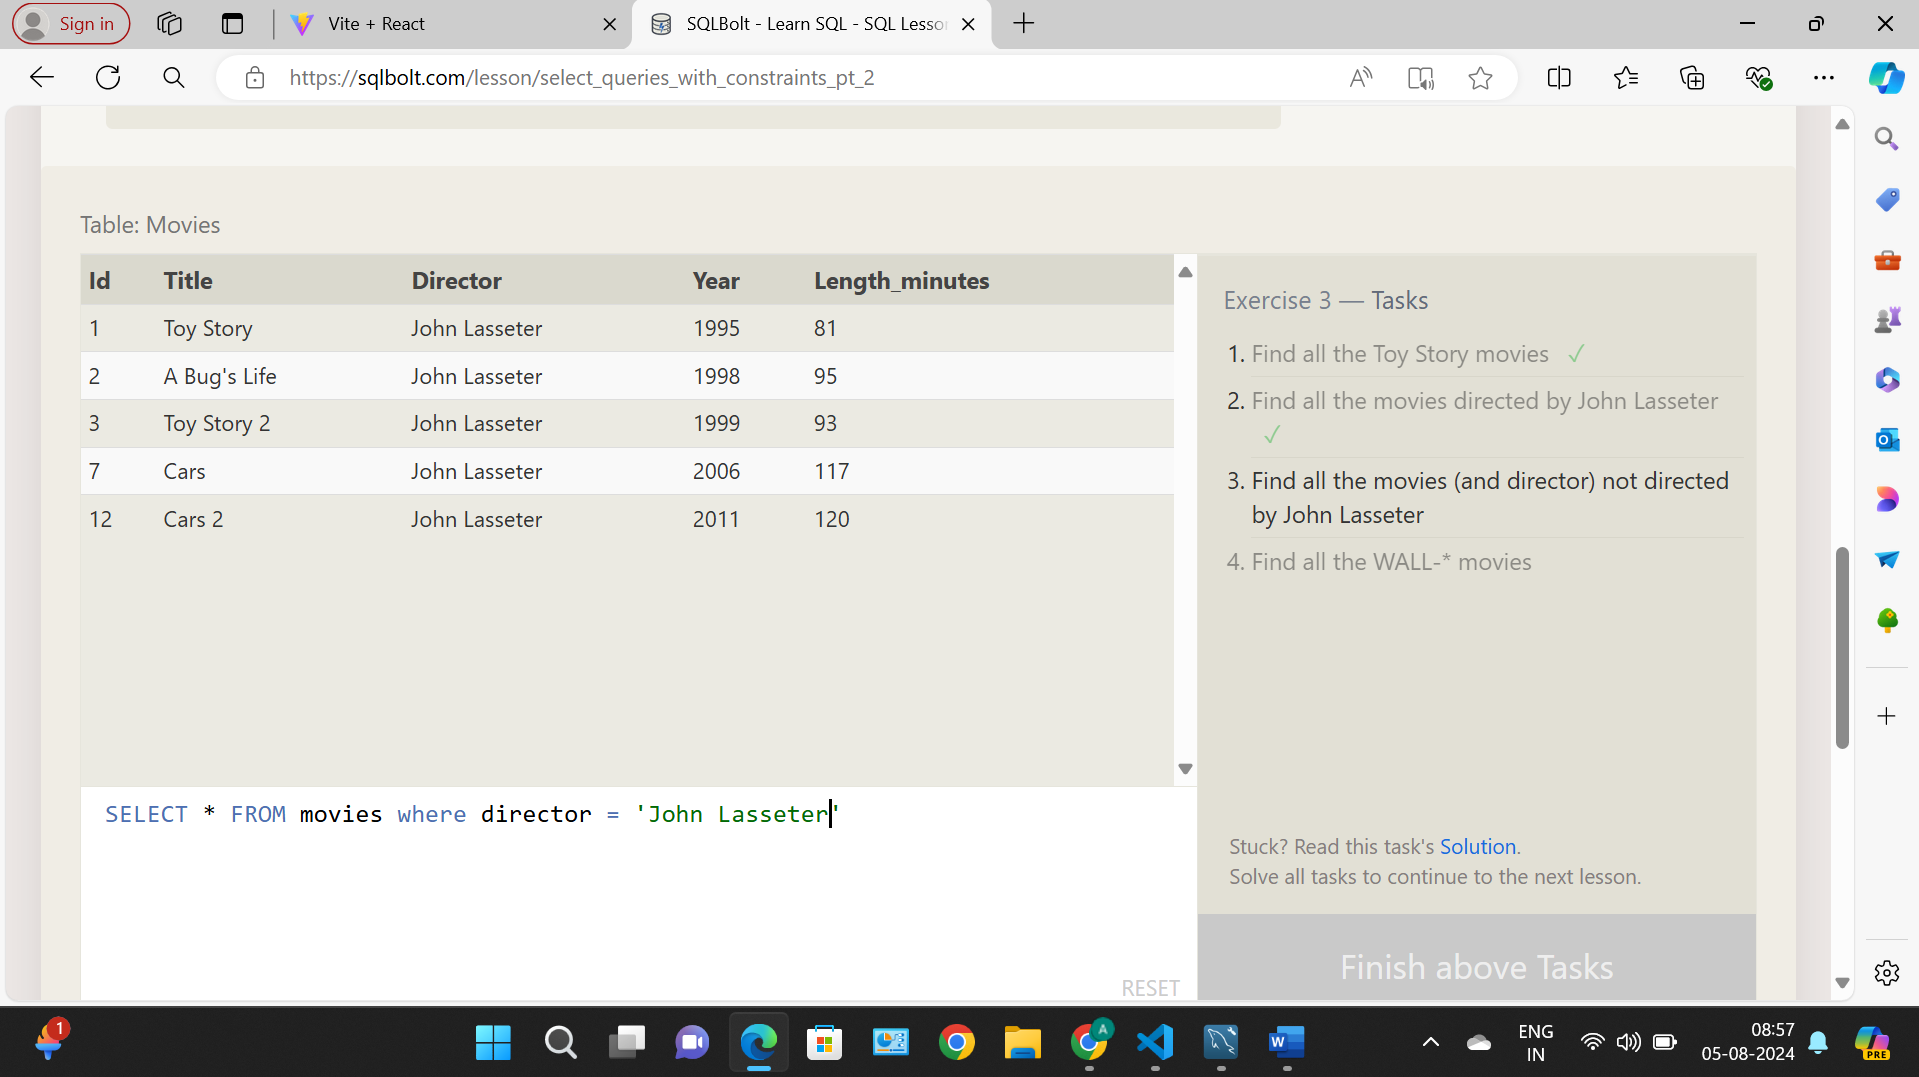 Sign in
Vite + React
SQLBolt - Learn SQL - SQL Lesson
https://sqlbolt.com/lesson/select_queries_with_constraints_pt_2
Table: Movies
Id Title Director Year Length_minutes
1 Toy Story John Lasseter 1995 81
2 A Bug's Life John Lasseter 1998 95
3 Toy Story 2 John Lasseter 1999 93
7 Cars John Lasseter 2006 117
12 Cars 2 John Lasseter 2011 120
SELECT * FROM movies where director = 'John Lasseter'
RESET
Exercise 3 — Tasks
1. Find all the Toy Story movies ✓
2. Find all the movies directed by John Lasseter
✓
3. Find all the movies (and director) not directed
by John Lasseter
4. Find all the WALL-* movies
Stuck? Read this task's Solution.
Solve all tasks to continue to the next lesson.
Finish above Tasks
1
A
W
ENG
IN
08:57
05-08-2024
PRE